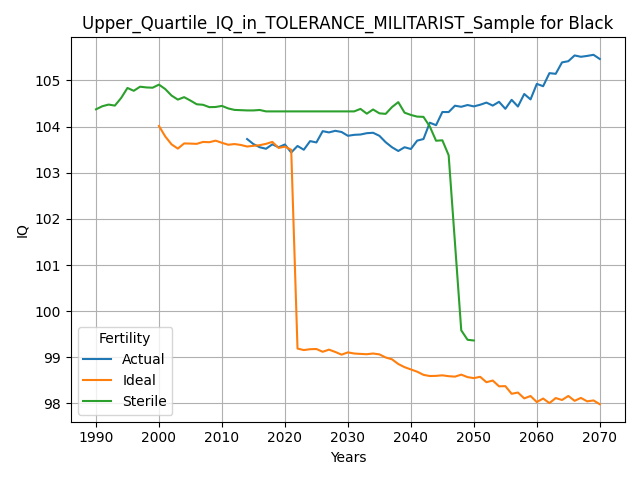 Upper_Quartile_IQ_in_TOLERANCE_MILITARIST_Sample for Black
105
104
103
102
101
100
99
98
IQ
Fertility
Actual
Ideal
Sterile
1990 2000 2010 2020 2030 2040 2050 2060 2070
Years